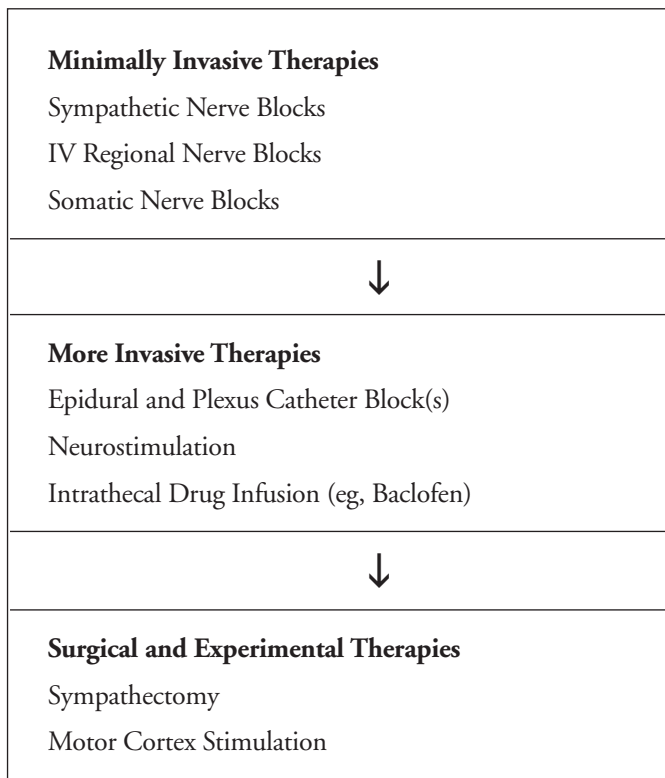 Minimally Invasive Therapies
Sympathetic Nerve Blocks
IV Regional Nerve Blocks
Somatic Nerve Blocks
↓
More Invasive Therapies
Epidural and Plexus Catheter Block(s)
Neurostimulation
Intrathecal Drug Infusion (eg, Baclofen)
↓
Surgical and Experimental Therapies
Sympathectomy
Motor Cortex Stimulation